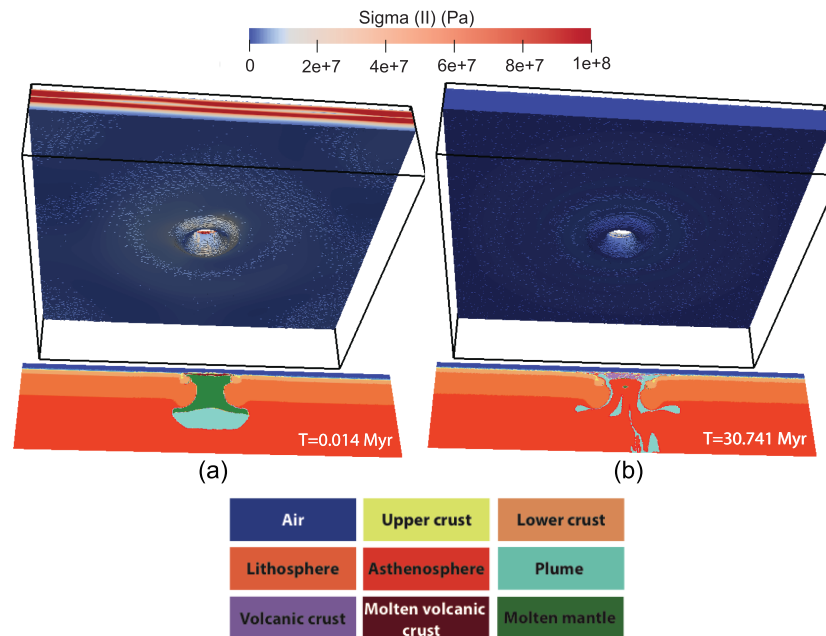 Sigma (II) (Pa)
0 2e+7 4e+7 6e+7 8e+7 1e+8
T=0.014 Myr
T=30.741 Myr
(a)
(b)
Air
Upper crust
Lower crust
Lithosphere
Asthenosphere
Plume
Volcanic crust
Molten volcanic
crust
Molten mantle